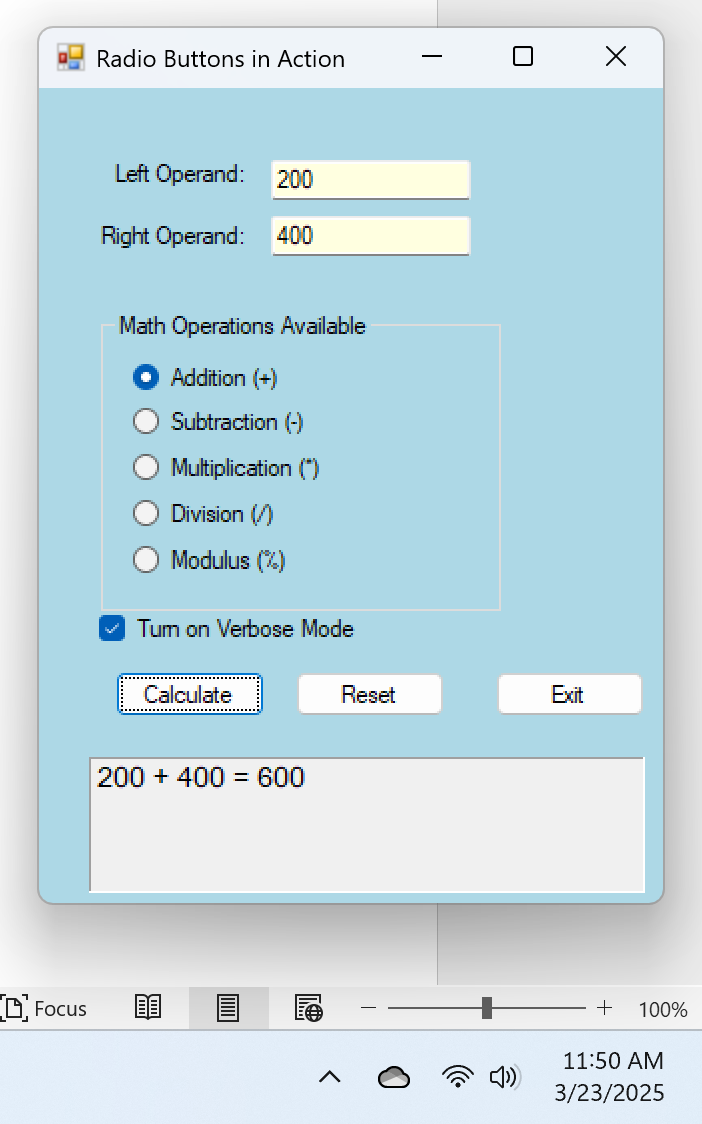 Radio Buttons in Action
Left Operand: 200
Right Operand: 400
Math Operations Available
Addition (+)
Subtraction (-)
Multiplication (*)
Division (/)
Modulus (%)
Turn on Verbose Mode
Calculate Reset Exit
200 + 400 = 600
Focus 100%
11:50 AM
3/23/2025